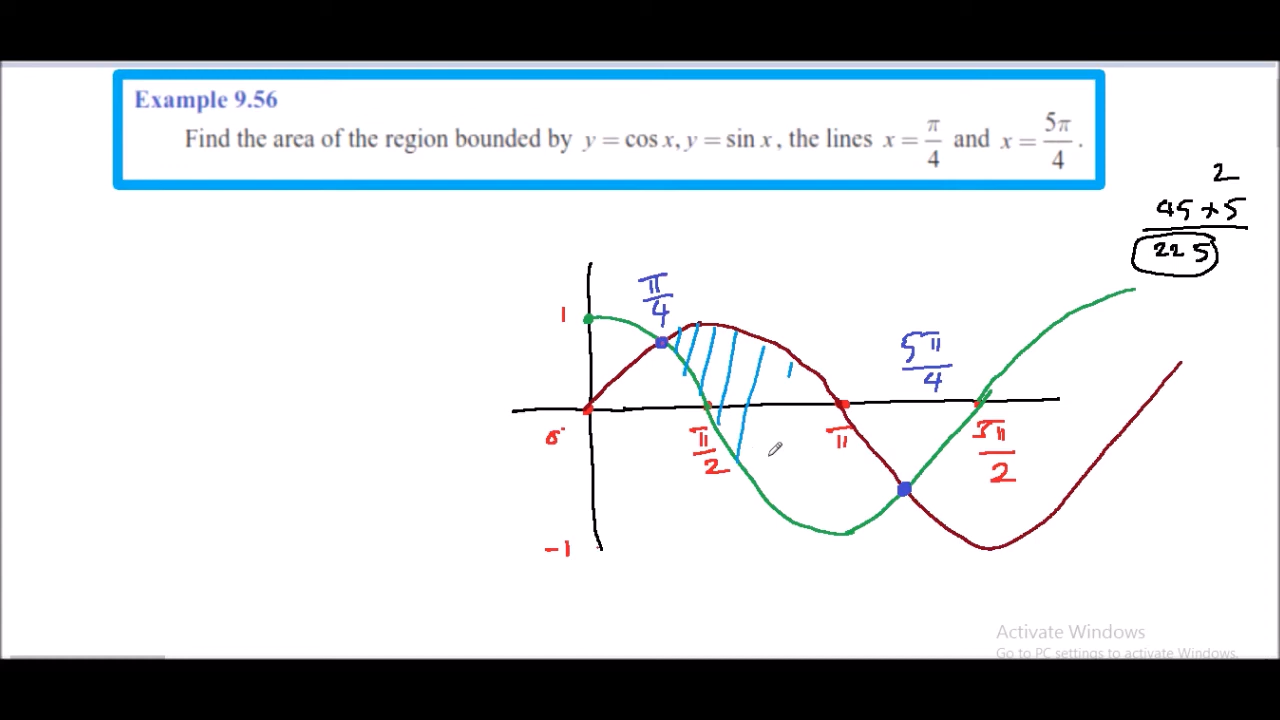 Example 9.56
Find the area of the region bounded by y = cos x, y = sin x, the lines x = π/4 and x = 5π/4.
2
45 × 5
225
π/4
1
5π/4
0
π/2
π
3π/2
-1
Activate Windows
Go to PC settings to activate Windows.